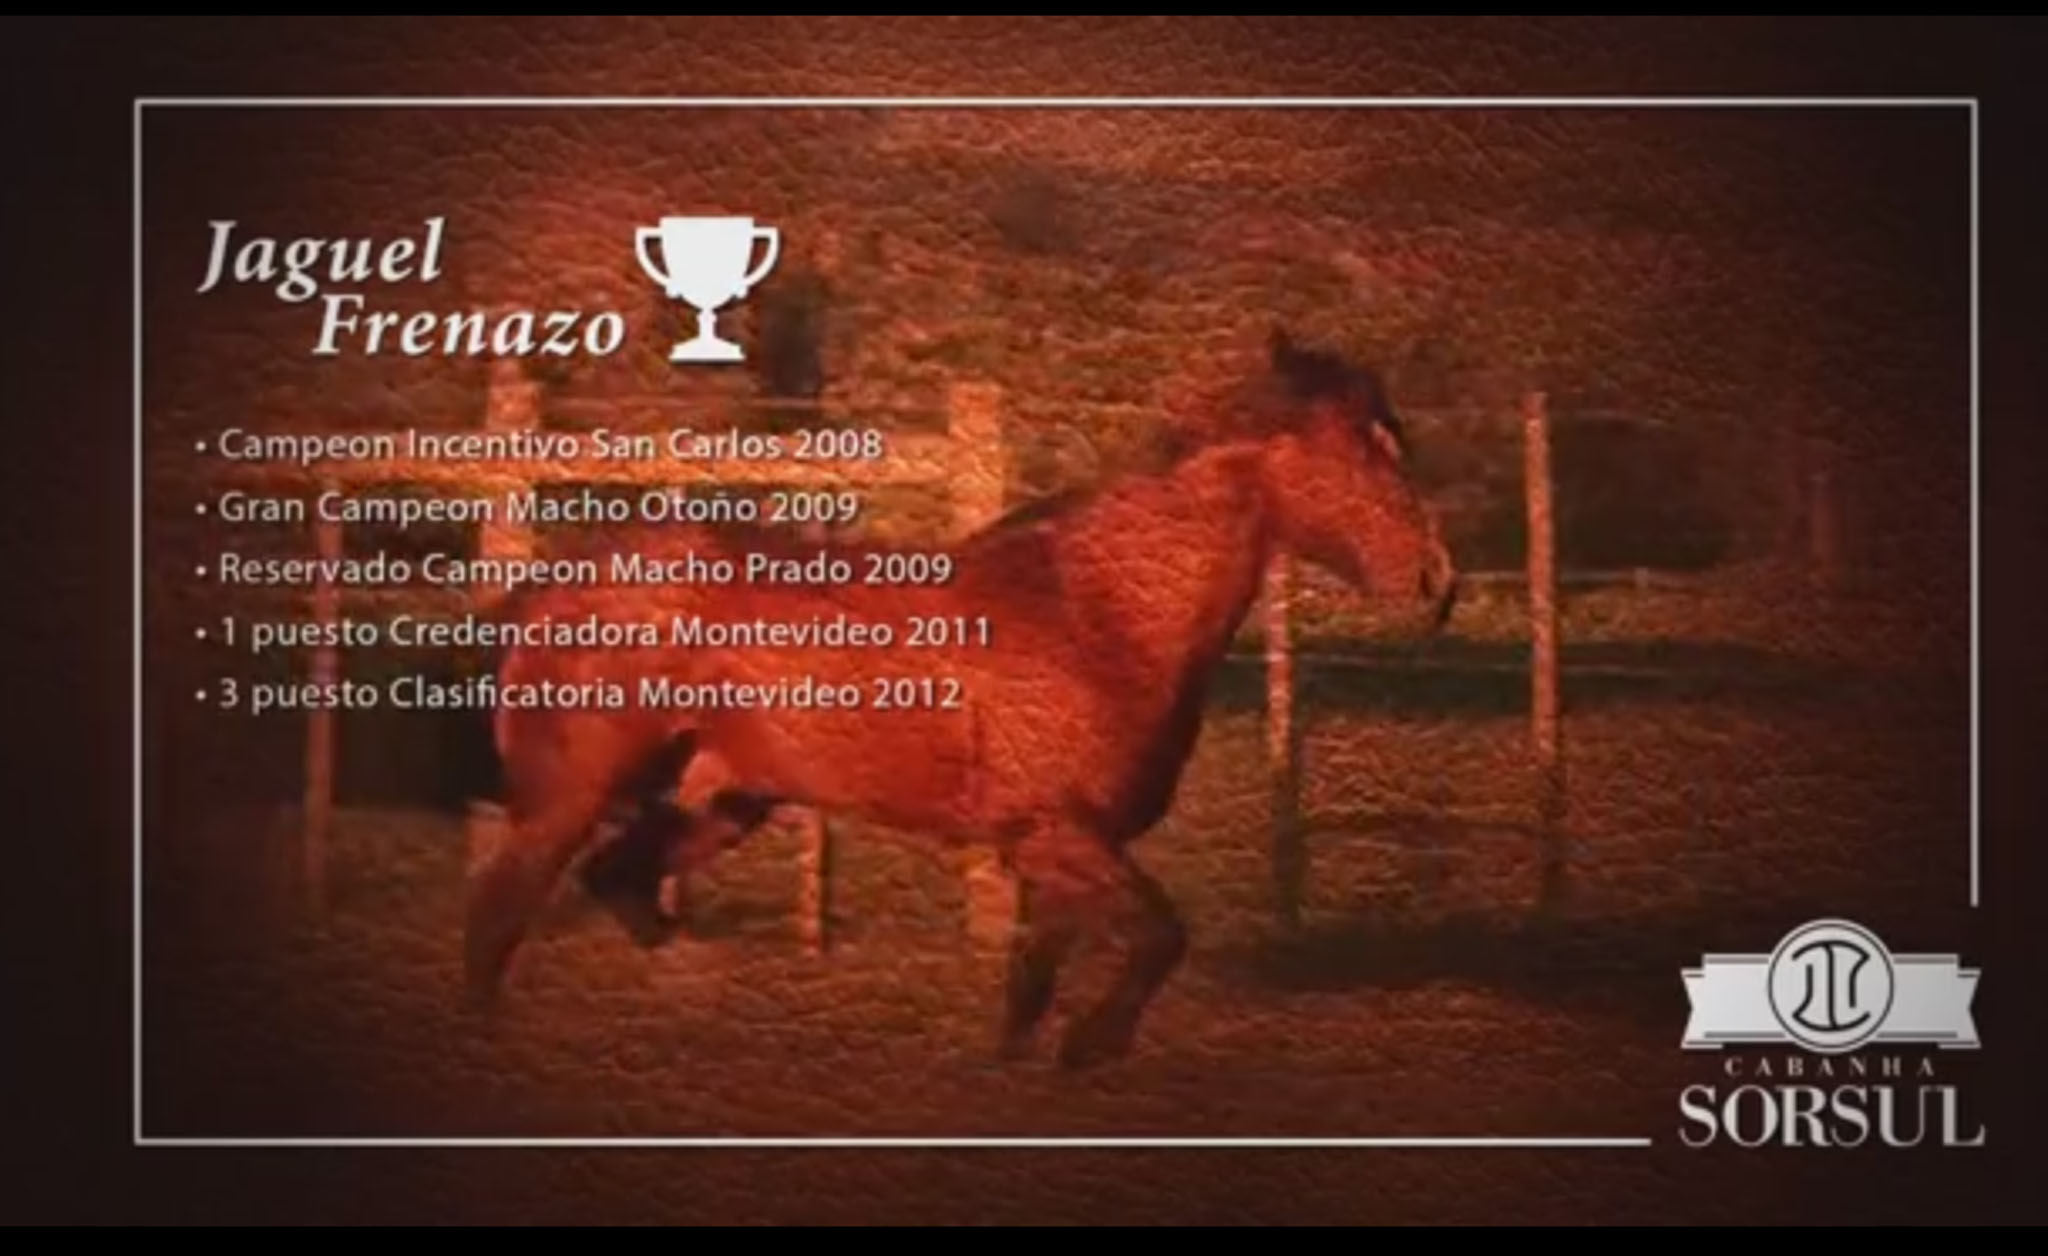 Jaguel
Frenazo
• Campeon Incentivo San Carlos 2008
• Gran Campeon Macho Otoño 2009
• Reservado Campeon Macho Prado 2009
• 1 puesto Credenciadora Montevideo 2011
• 3 puesto Clasificatoria Montevideo 2012
CABANHA
SORSUL